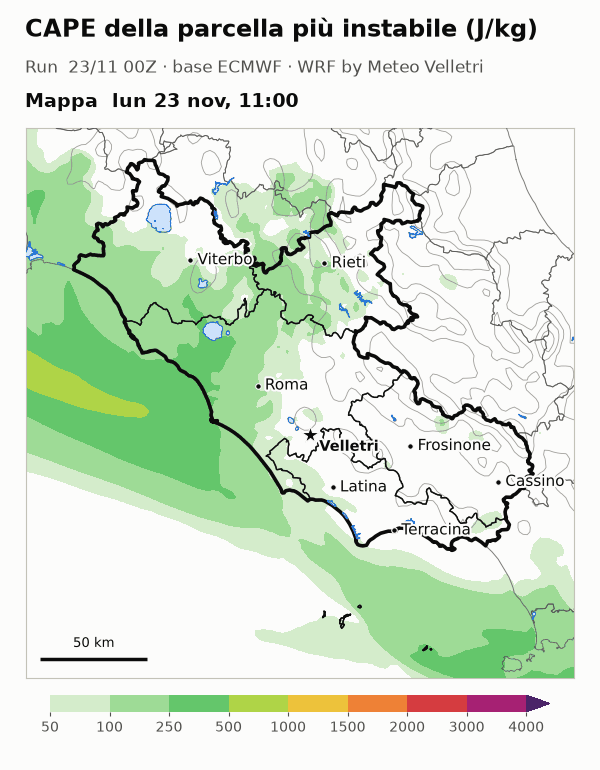 CAPE della parcella più instabile (J/kg)
Run  23/11 00Z · base ECMWF · WRF by Meteo Velletri
Mappa  lun 23 nov, 11:00
Viterbo
Rieti
Roma
Velletri
Frosinone
Cassino
Latina
Terracina
50 km
50 100 250 500 1000 1500 2000 3000 4000